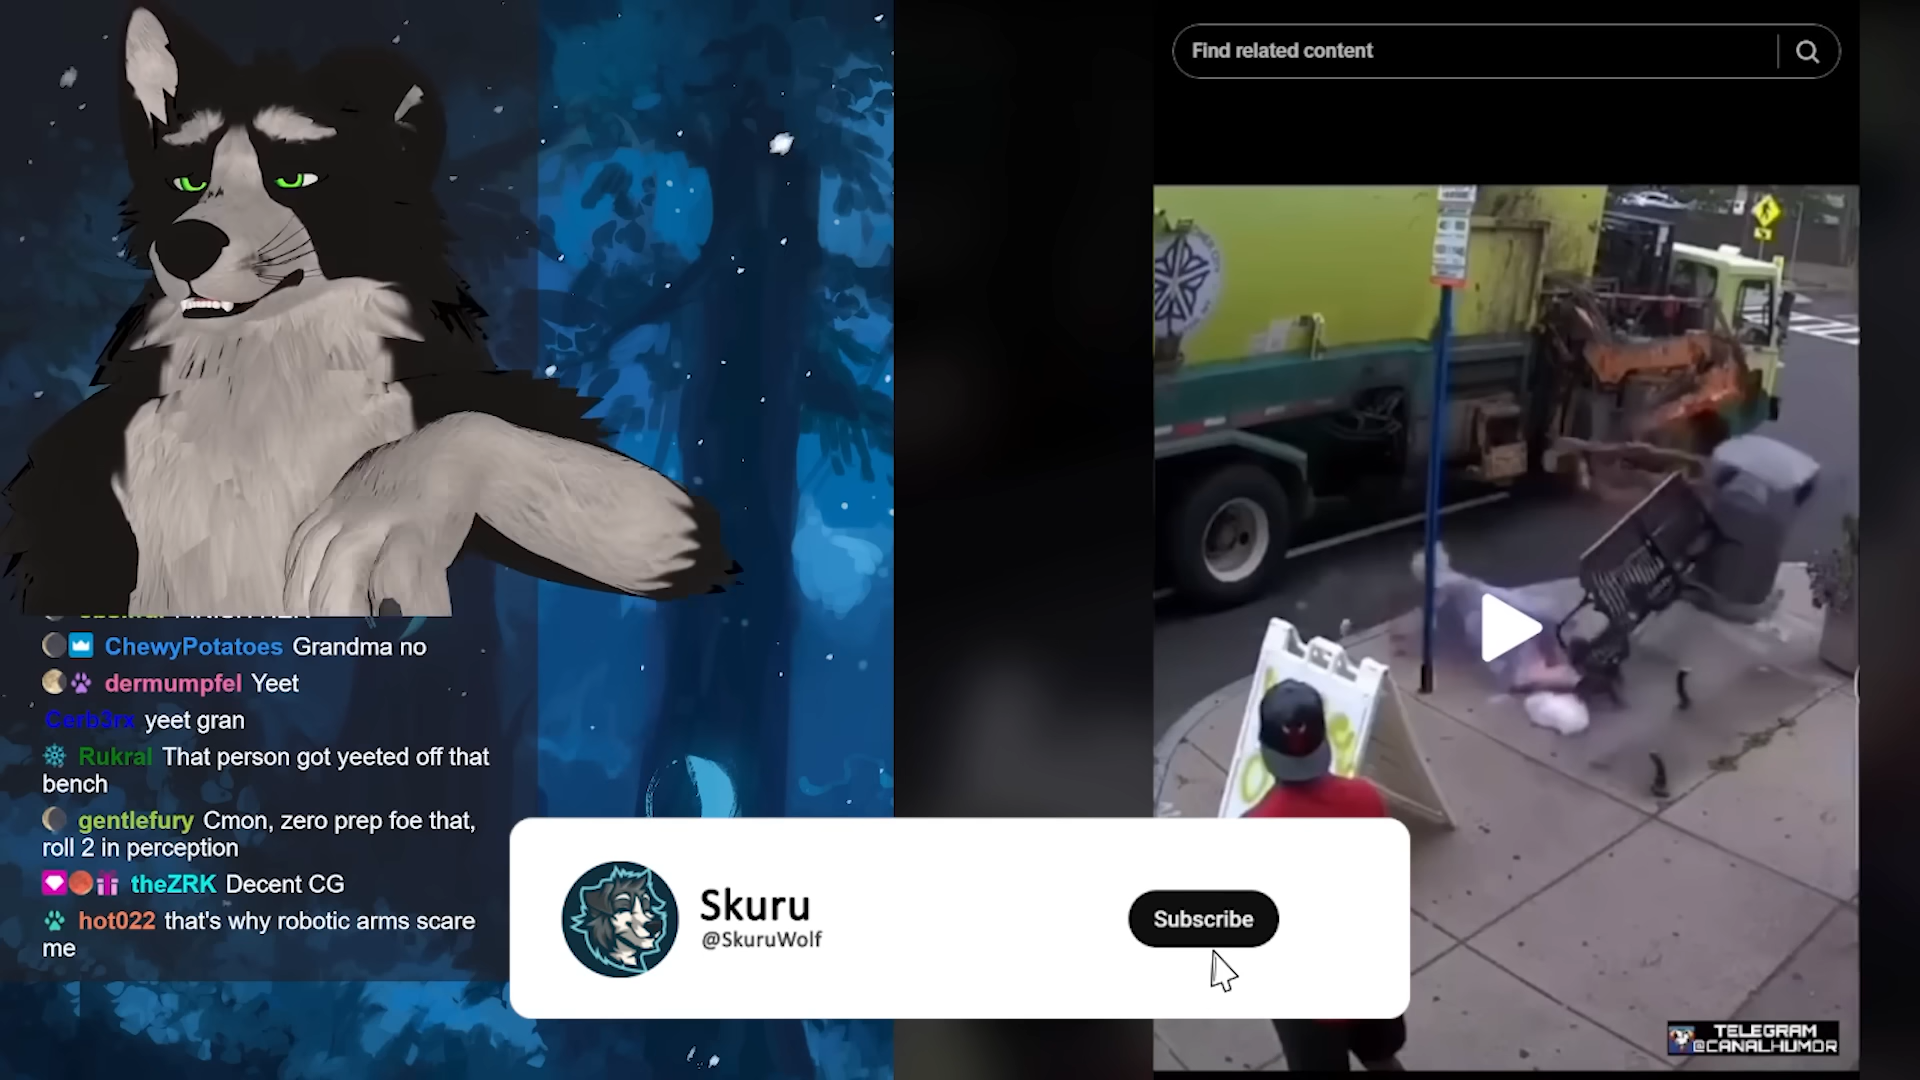 Find related content
ChewyPotatoes Grandma no
dermumpfel Yeet
Cerb3rx yeet gran
Rukral That person got yeeted off that
bench
gentlefury Cmon, zero prep foe that,
roll 2 in perception
theZRK Decent CG
hot022 that's why robotic arms scare
me
Skuru
@SkuruWolf
Subscribe
TELEGRAM
@CANALHUMOR